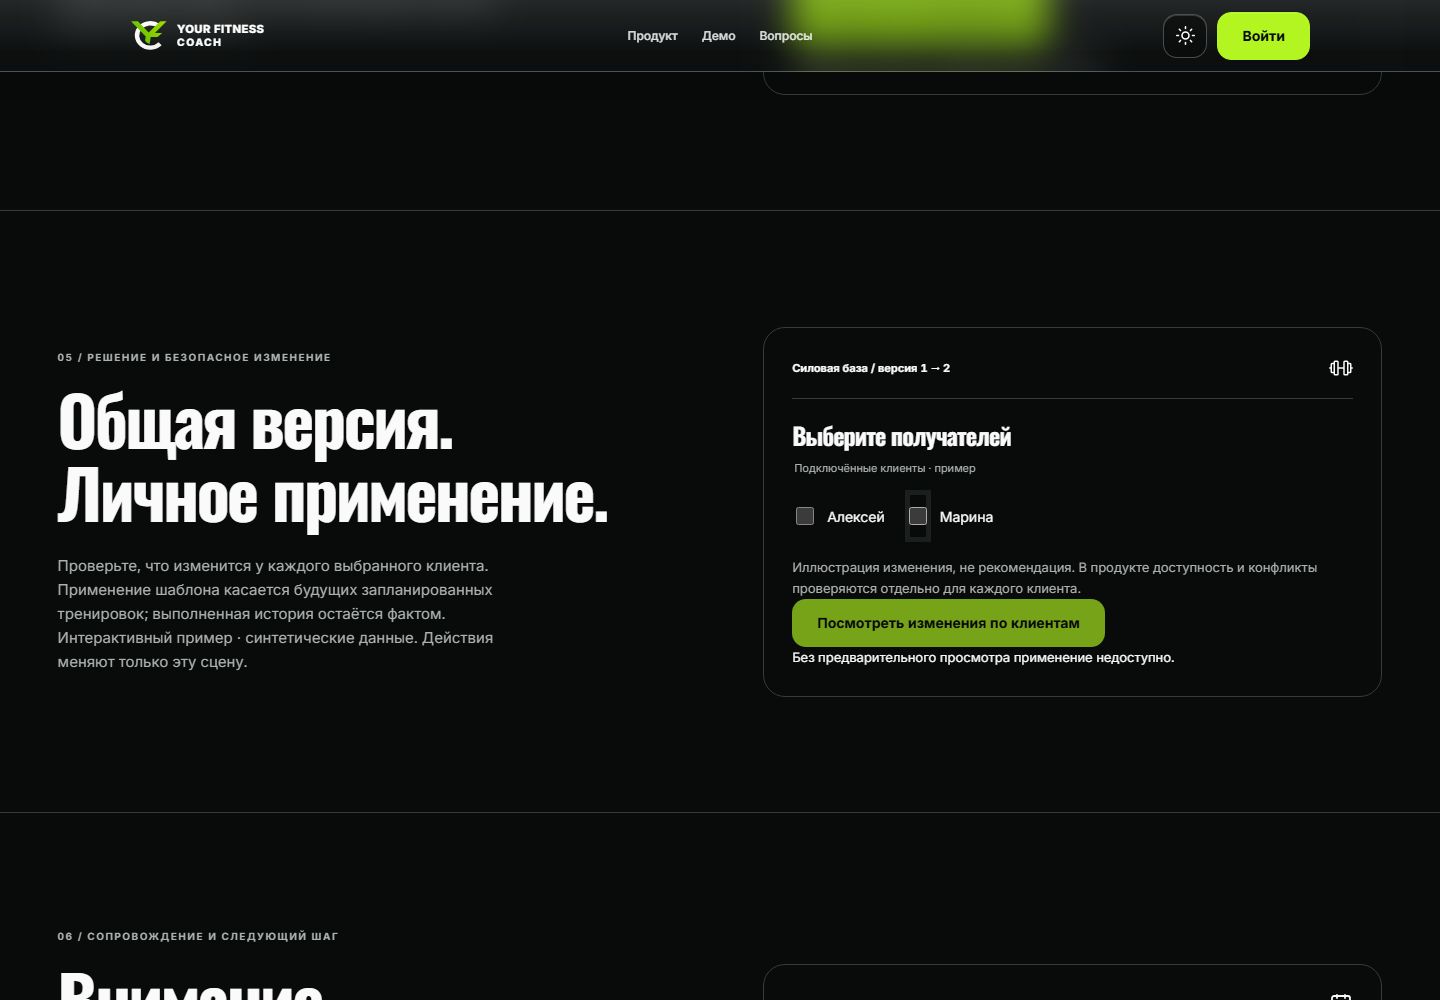 YOUR FITNESS
COACH
Продукт
Демо
Вопросы
Войти
05 / РЕШЕНИЕ И БЕЗОПАСНОЕ ИЗМЕНЕНИЕ
Общая версия.
Личное применение.
Проверьте, что изменится у каждого выбранного клиента.
Применение шаблона касается будущих запланированных
тренировок; выполненная история остаётся фактом.
Интерактивный пример · синтетические данные. Действия
меняют только эту сцену.
Силовая база / версия 1 → 2
Выберите получателей
Подключённые клиенты · пример
Алексей
Марина
Иллюстрация изменения, не рекомендация. В продукте доступность и конфликты
проверяются отдельно для каждого клиента.
Посмотреть изменения по клиентам
Без предварительного просмотра применение недоступно.
06 / СОПРОВОЖДЕНИЕ И СЛЕДУЮЩИЙ ШАГ
Внимание